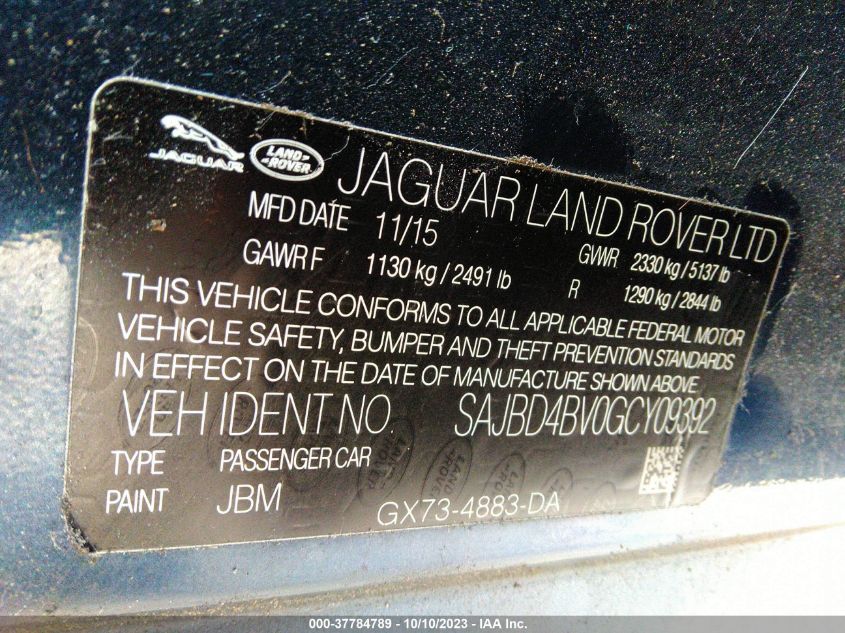 JAGUAR LAND ROVER JAGUAR LAND ROVER LTD
MFD DATE 11/15 GVWR 2330 kg / 5137 lb
GAWR F 1130 kg / 2491 lb R 1290 kg / 2844 lb
THIS VEHICLE CONFORMS TO ALL APPLICABLE FEDERAL MOTOR
VEHICLE SAFETY, BUMPER AND THEFT PREVENTION STANDARDS
IN EFFECT ON THE DATE OF MANUFACTURE SHOWN ABOVE.
VEH IDENT NO. SAJBD4BV0GCY09392
TYPE PASSENGER CAR
PAINT JBM GX73-4883-DA
000-37784789 - 10/10/2023 - IAA Inc.